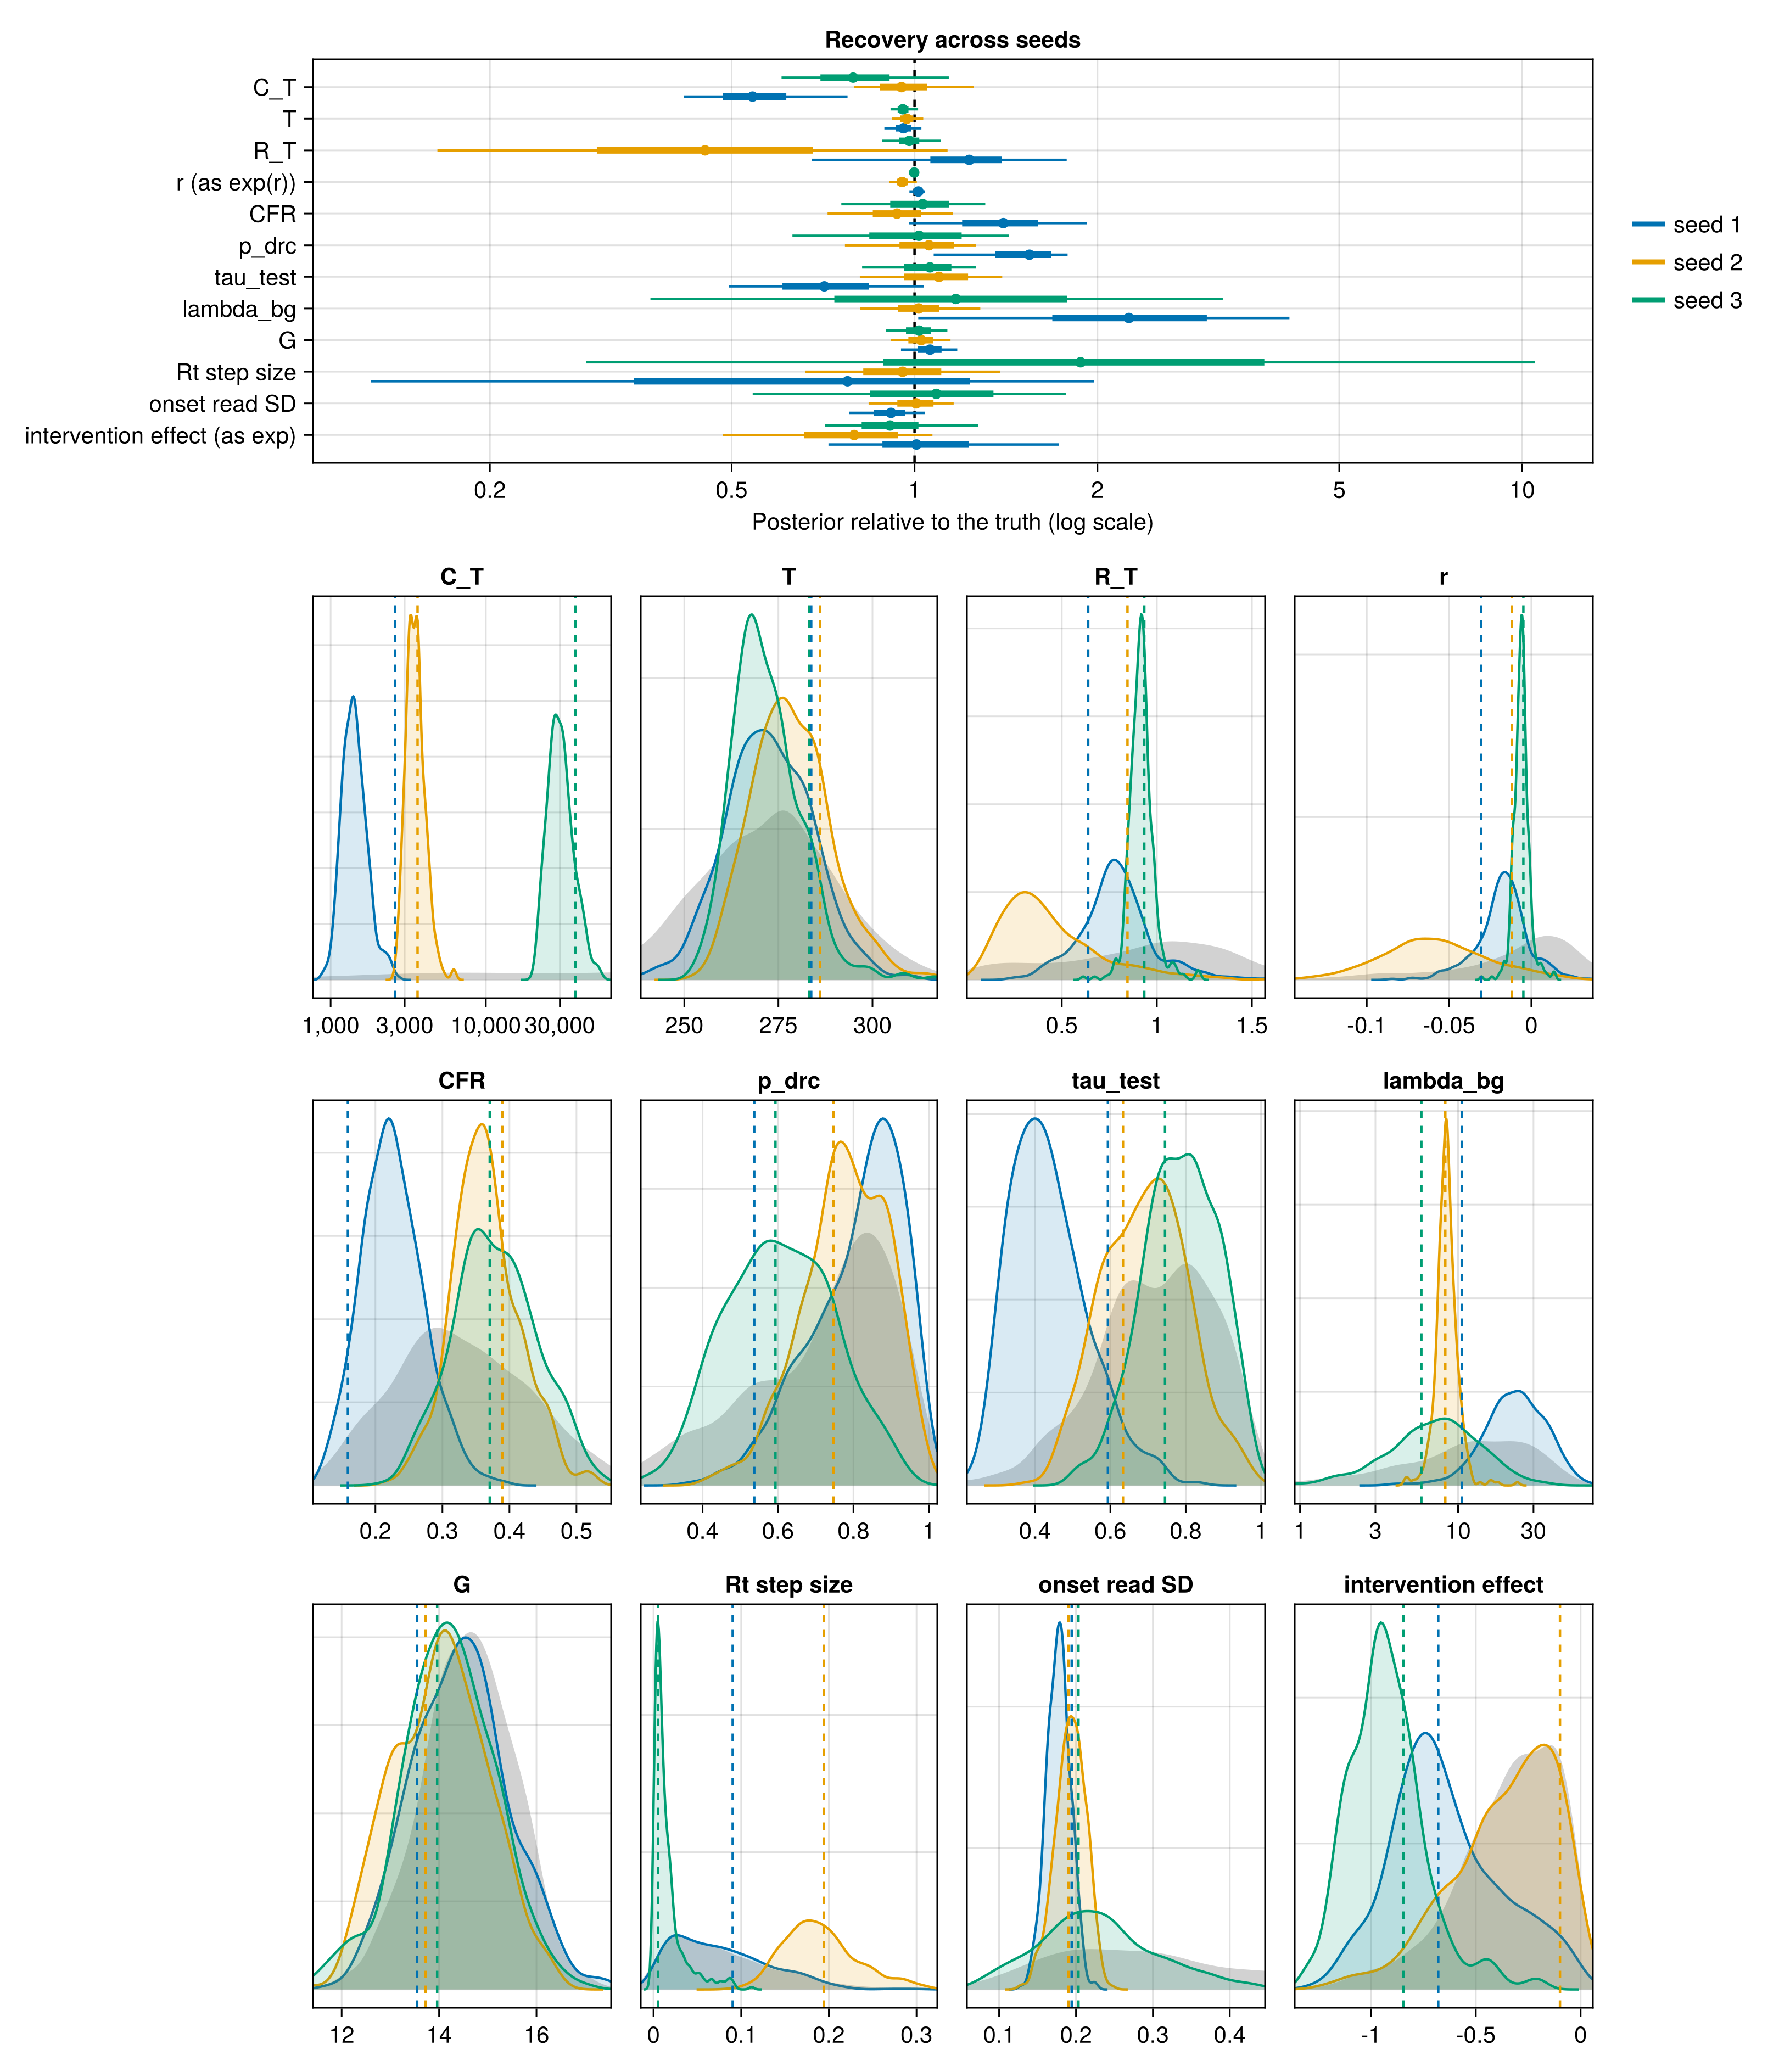 Recovery across seeds
C_T
T
R_T
r (as exp(r))
CFR
p_drc
tau_test
lambda_bg
G
Rt step size
onset read SD
intervention effect (as exp)
0.2 0.5 1 2 5 10
Posterior relative to the truth (log scale)
seed 1
seed 2
seed 3
C_T T R_T r
1,000 3,000 10,000 30,000 250 275 300 0.5 1 1.5 -0.1 -0.05 0
CFR p_drc tau_test lambda_bg
0.2 0.3 0.4 0.5 0.4 0.6 0.8 1 0.4 0.6 0.8 1 1 3 10 30
G Rt step size onset read SD intervention effect
12 14 16 0 0.1 0.2 0.3 0.1 0.2 0.3 0.4 -1 -0.5 0